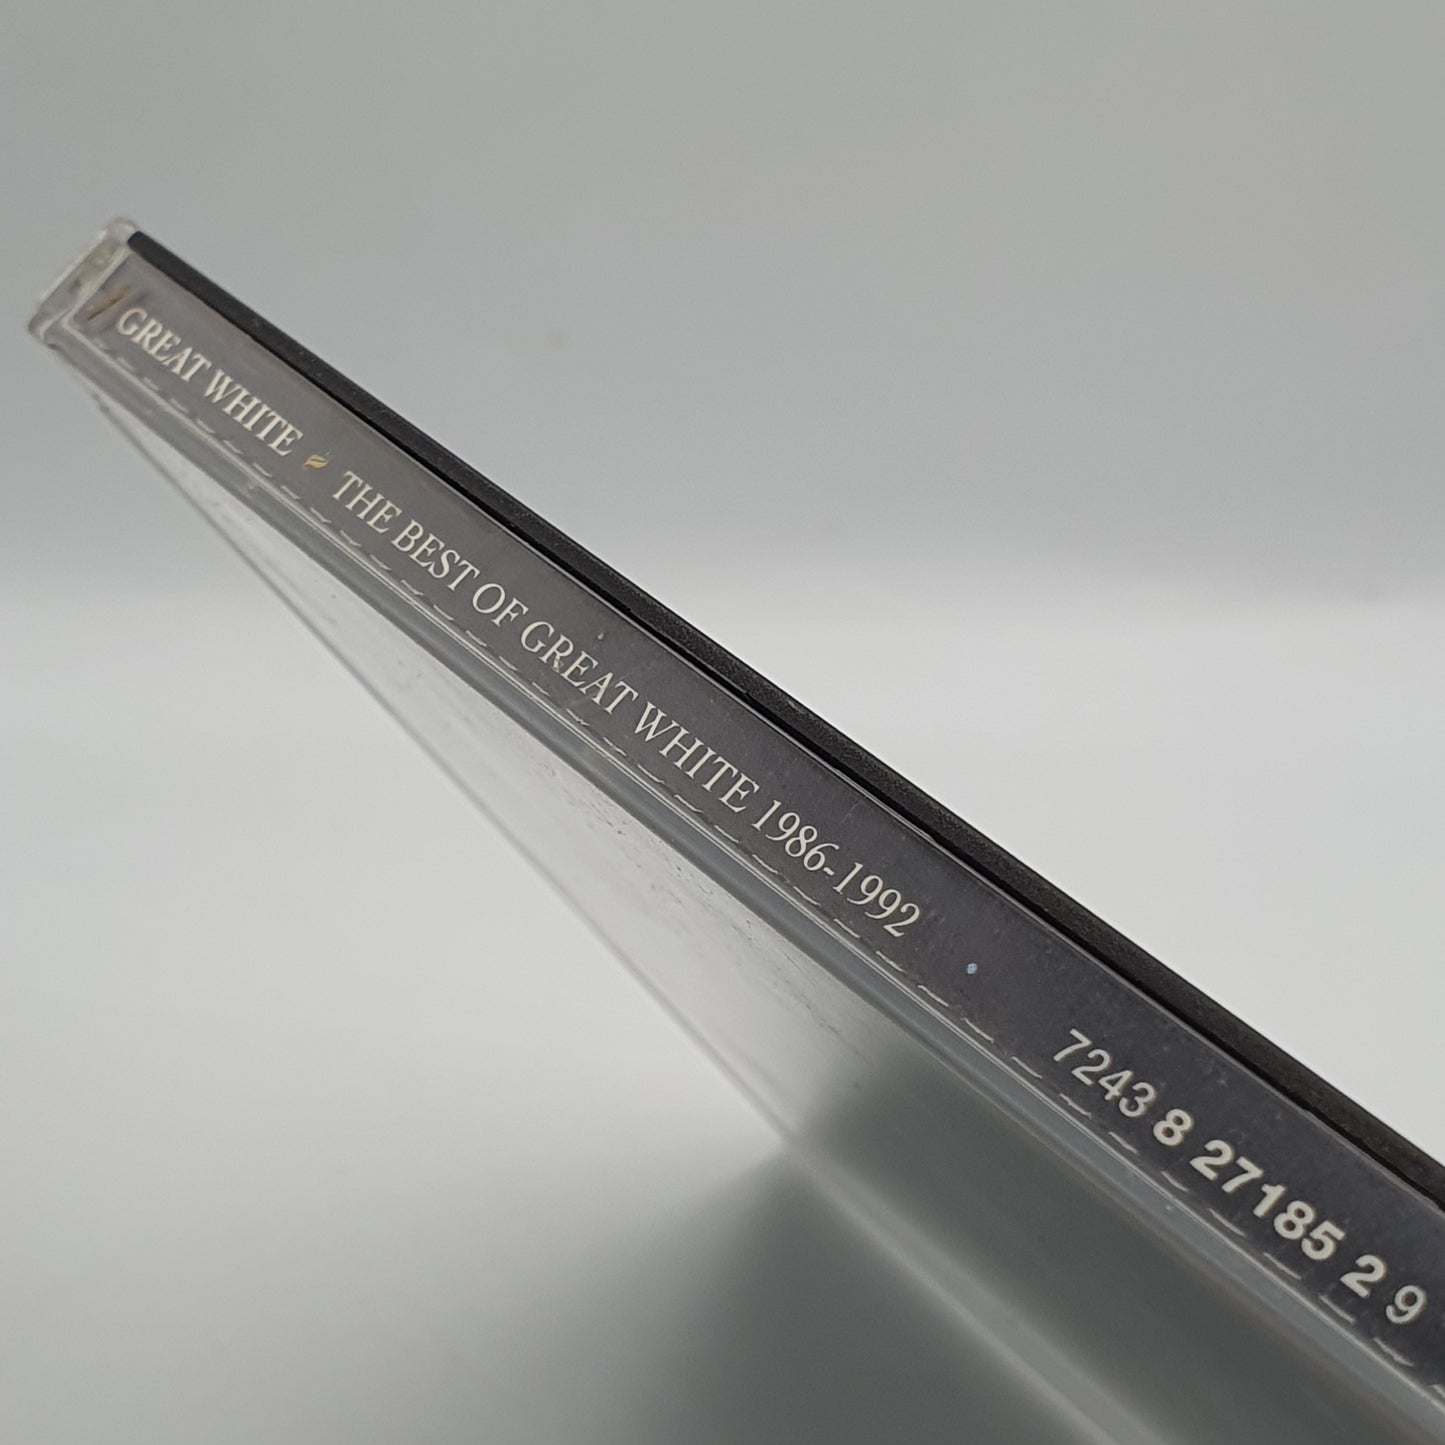 GREAT WHITE THE BEST OF GREAT WHITE 1986-1992 7243 8 27185 2 9